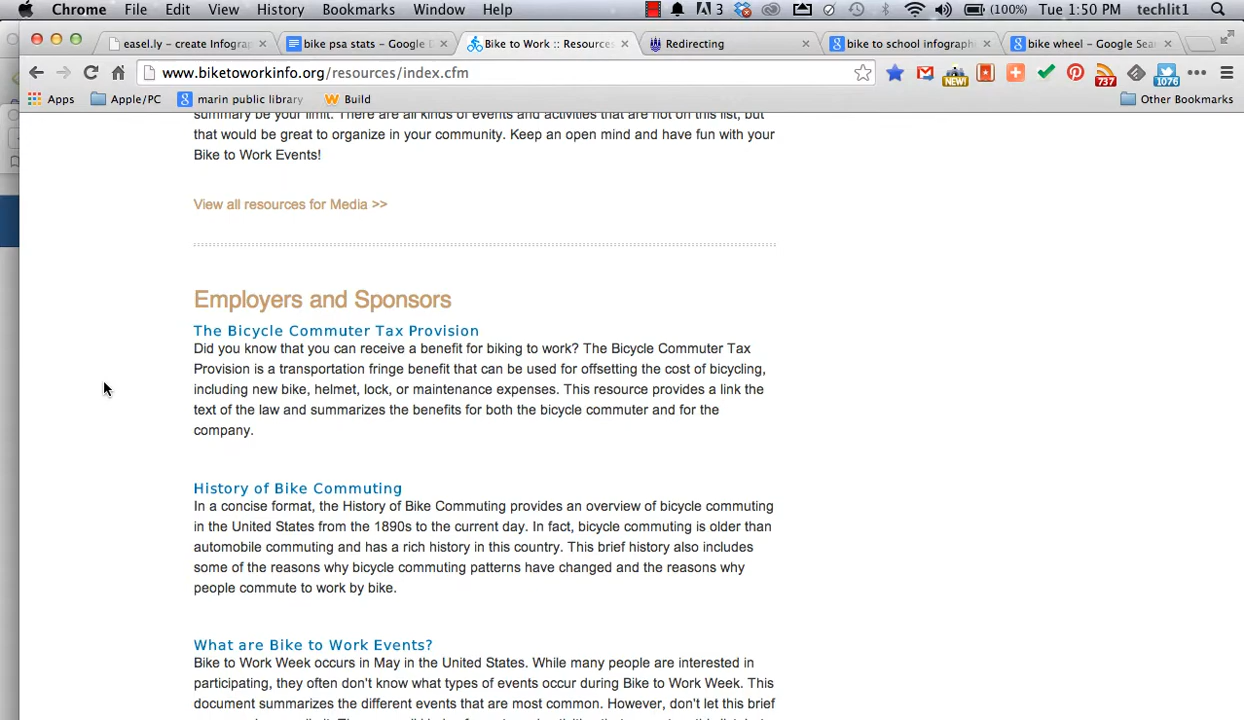 Chrome File Edit View History Bookmarks Window Help 3 (100%) Tue 1:50 PM techlit1
easel.ly - create Infograp bike psa stats - Google D Bike to Work :: Resources Redirecting bike to school infographi bike wheel - Google Sear
www.biketoworkinfo.org/resources/index.cfm NEW! 737 1076
Apps Apple/PC marin public library Build Other Bookmarks
summary be your limit. There are all kinds of events and activities that are not on this list, but
that would be great to organize in your community. Keep an open mind and have fun with your
Bike to Work Events!
View all resources for Media >>
Employers and Sponsors
The Bicycle Commuter Tax Provision
Did you know that you can receive a benefit for biking to work? The Bicycle Commuter Tax
Provision is a transportation fringe benefit that can be used for offsetting the cost of bicycling,
including new bike, helmet, lock, or maintenance expenses. This resource provides a link the
text of the law and summarizes the benefits for both the bicycle commuter and for the
company.
History of Bike Commuting
In a concise format, the History of Bike Commuting provides an overview of bicycle commuting
in the United States from the 1890s to the current day. In fact, bicycle commuting is older than
automobile commuting and has a rich history in this country. This brief history also includes
some of the reasons why bicycle commuting patterns have changed and the reasons why
people commute to work by bike.
What are Bike to Work Events?
Bike to Work Week occurs in May in the United States. While many people are interested in
participating, they often don't know what types of events occur during Bike to Work Week. This
document summarizes the different events that are most common. However, don't let this brief